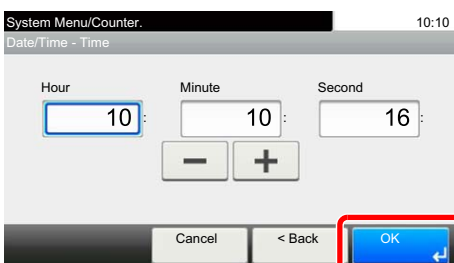 System Menu/Counter. 10:10
Date/Time - Time
Hour Minute Second
10 : 10 : 16 :
− +
Cancel < Back OK